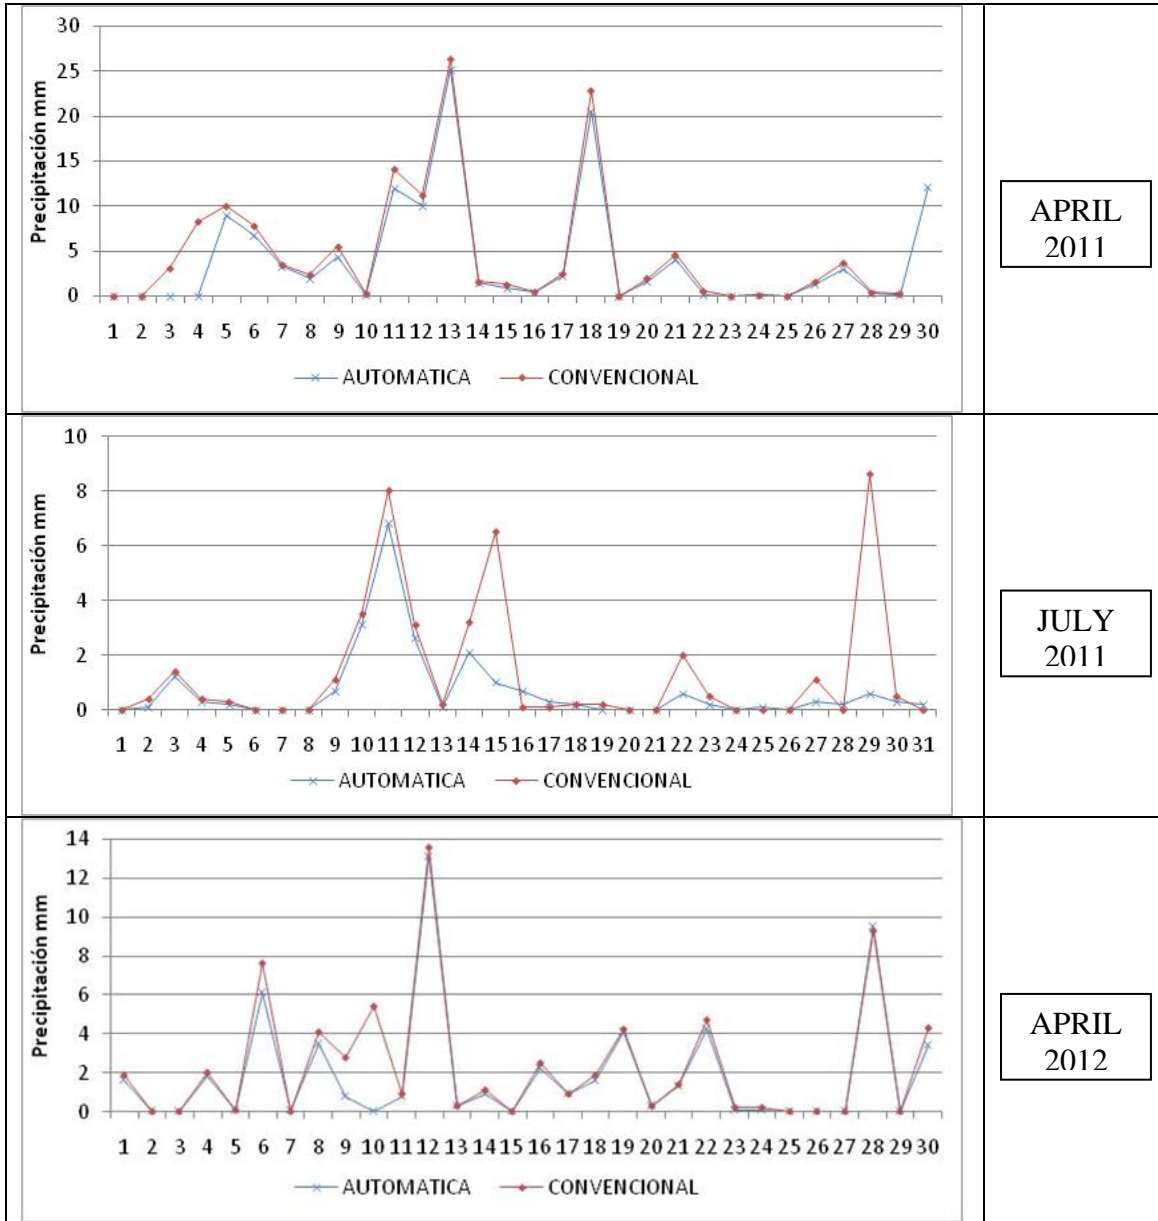 30
25
20
15
10
5
0
Precipitación mm
1 2 3 4 5 6 7 8 9 10 11 12 13 14 15 16 17 18 19 20 21 22 23 24 25 26 27 28 29 30
AUTOMATICA CONVENCIONAL
APRIL
2011
10
8
6
4
2
0
Precipitación mm
1 2 3 4 5 6 7 8 9 10 11 12 13 14 15 16 17 18 19 20 21 22 23 24 25 26 27 28 29 30 31
AUTOMATICA CONVENCIONAL
JULY
2011
14
12
10
8
6
4
2
0
Precipitación mm
1 2 3 4 5 6 7 8 9 10 11 12 13 14 15 16 17 18 19 20 21 22 23 24 25 26 27 28 29 30
AUTOMATICA CONVENCIONAL
APRIL
2012